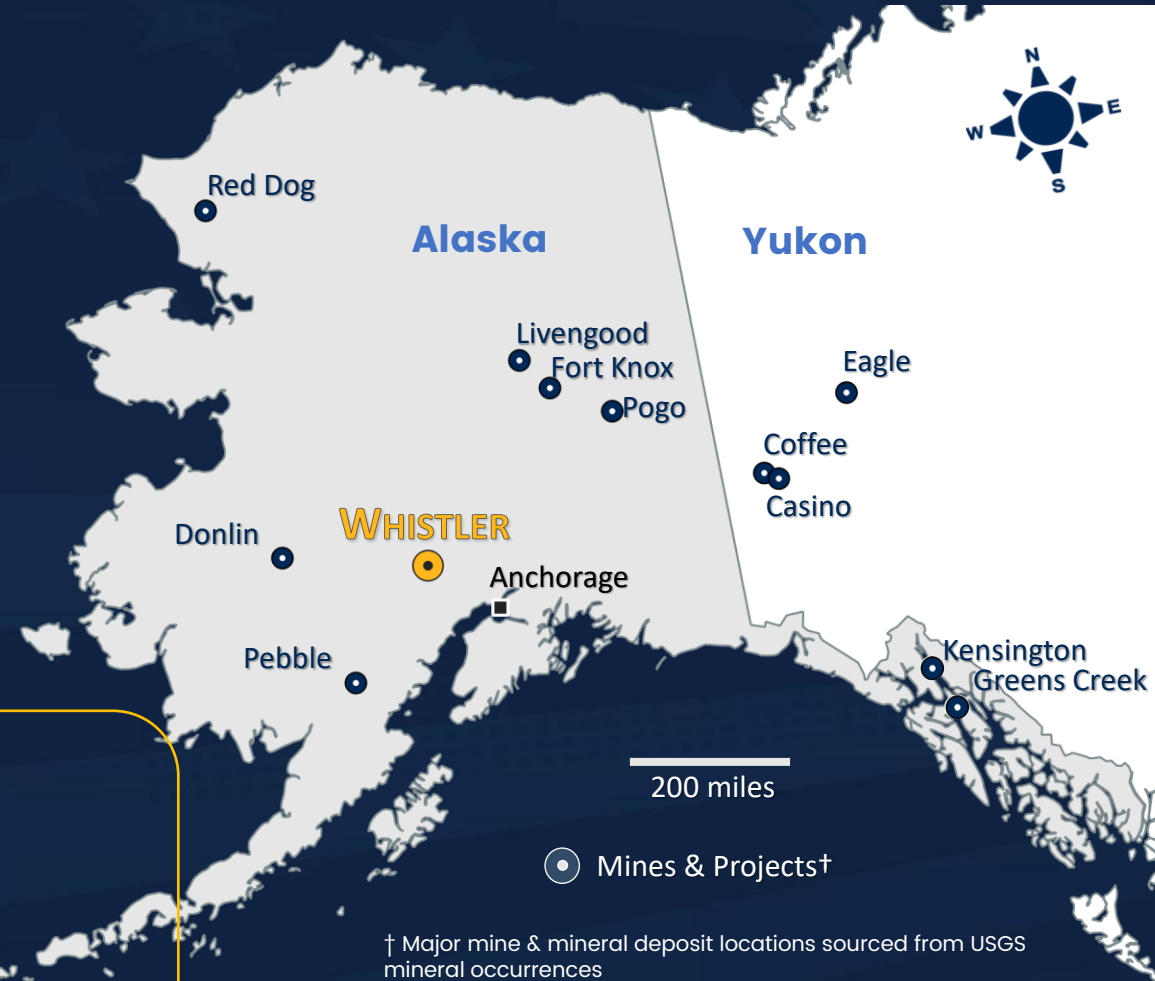 N
W
E
S
Red Dog
Alaska
Yukon
Livengood
Fort Knox
Pogo
Eagle
Coffee
Casino
Donlin
WHISTLER
Anchorage
Pebble
Kensington
Greens Creek
200 miles
Mines & Projects†
† Major mine & mineral deposit locations sourced from USGS
mineral occurrences